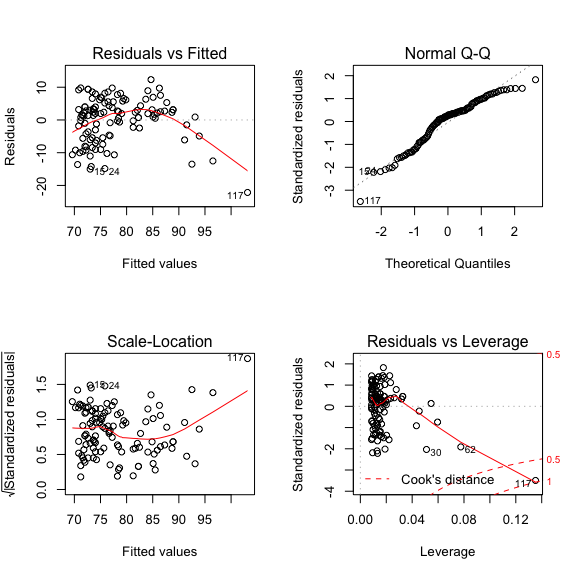 Residuals vs Fitted
Residuals
10
0
-10
-20
15 24
117
70 75 80 85 90 95
Fitted values
Normal Q-Q
Standardized residuals
2
1
0
-1
-2
-3
117
-2 -1 0 1 2
Theoretical Quantiles
Scale-Location
√|Standardized residuals|
1.5
1.0
0.5
0.0
15 24
117
70 75 80 85 90 95
Fitted values
Residuals vs Leverage
Standardized residuals
2
0
-2
-4
0.5
0.5
1
30
62
117
Cook's distance
0.00 0.04 0.08 0.12
Leverage